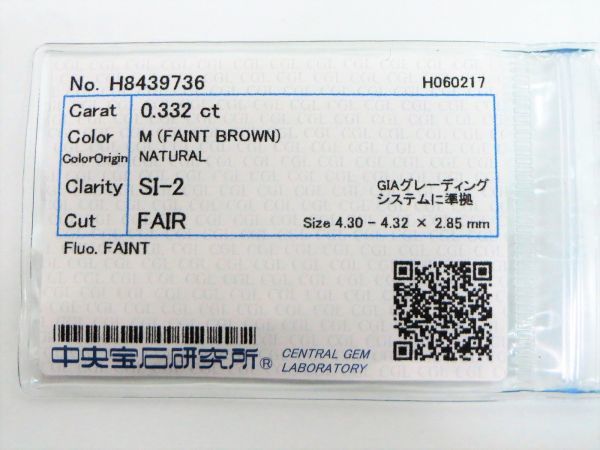 No. H8439736 H060217
Carat 0.332 ct
Color M (FAINT BROWN)
ColorOrigin NATURAL
Clarity SI-2 GIAグレーディング
システムに準拠
Cut FAIR Size 4.30 - 4.32 × 2.85 mm
Fluo. FAINT
中央宝石研究所® CENTRAL GEM
LABORATORY